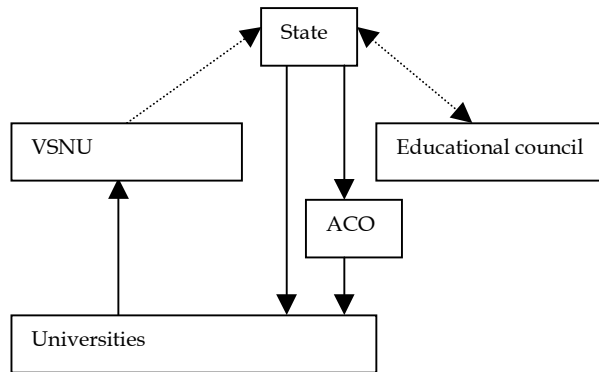 State
VSNU
Educational council
ACO
Universities